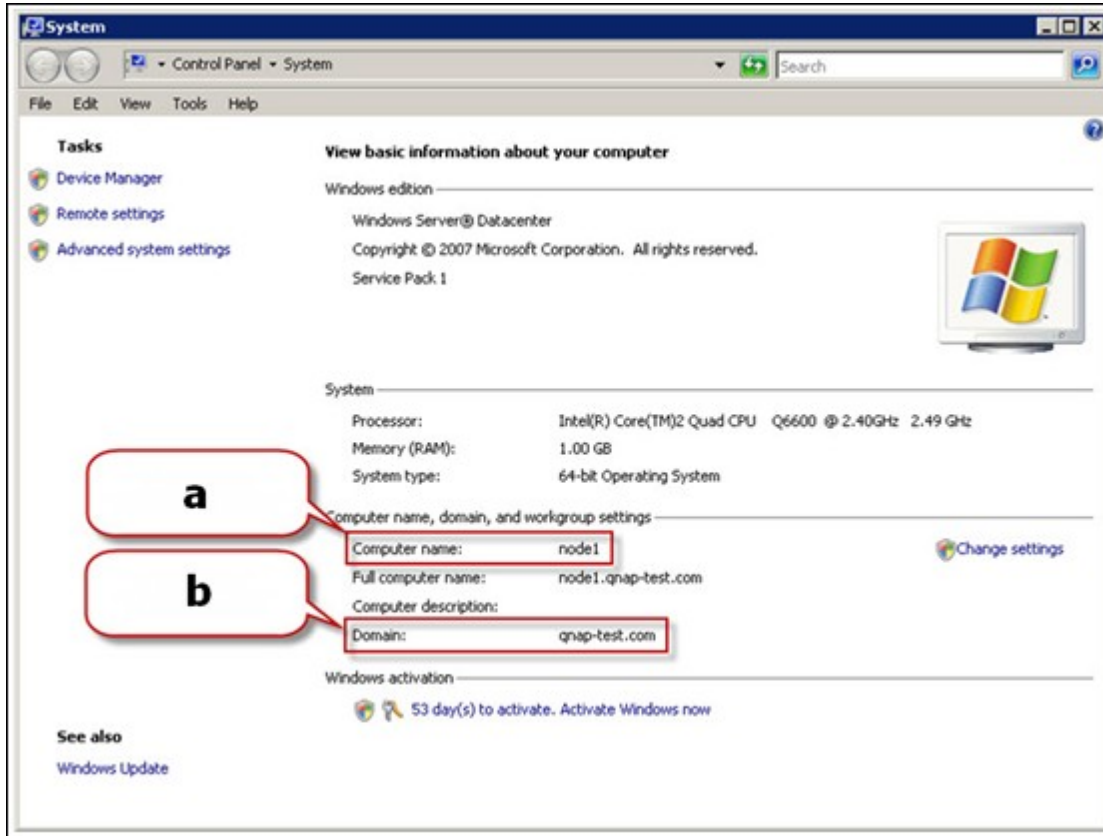 System
Control Panel System
Search
File Edit View Tools Help
Tasks
Device Manager
Remote settings
Advanced system settings
See also
Windows Update
View basic information about your computer
Windows edition
Windows Server® Datacenter
Copyright © 2007 Microsoft Corporation. All rights reserved.
Service Pack 1
System
Processor: Intel(R) Core(TM)2 Quad CPU Q6600 @ 2.40GHz 2.49 GHz
Memory (RAM): 1.00 GB
System type: 64-bit Operating System
Computer name, domain, and workgroup settings
a
Computer name: node1
Change settings
Full computer name: node1.qnap-test.com
Computer description:
b
Domain: qnap-test.com
Windows activation
53 day(s) to activate. Activate Windows now